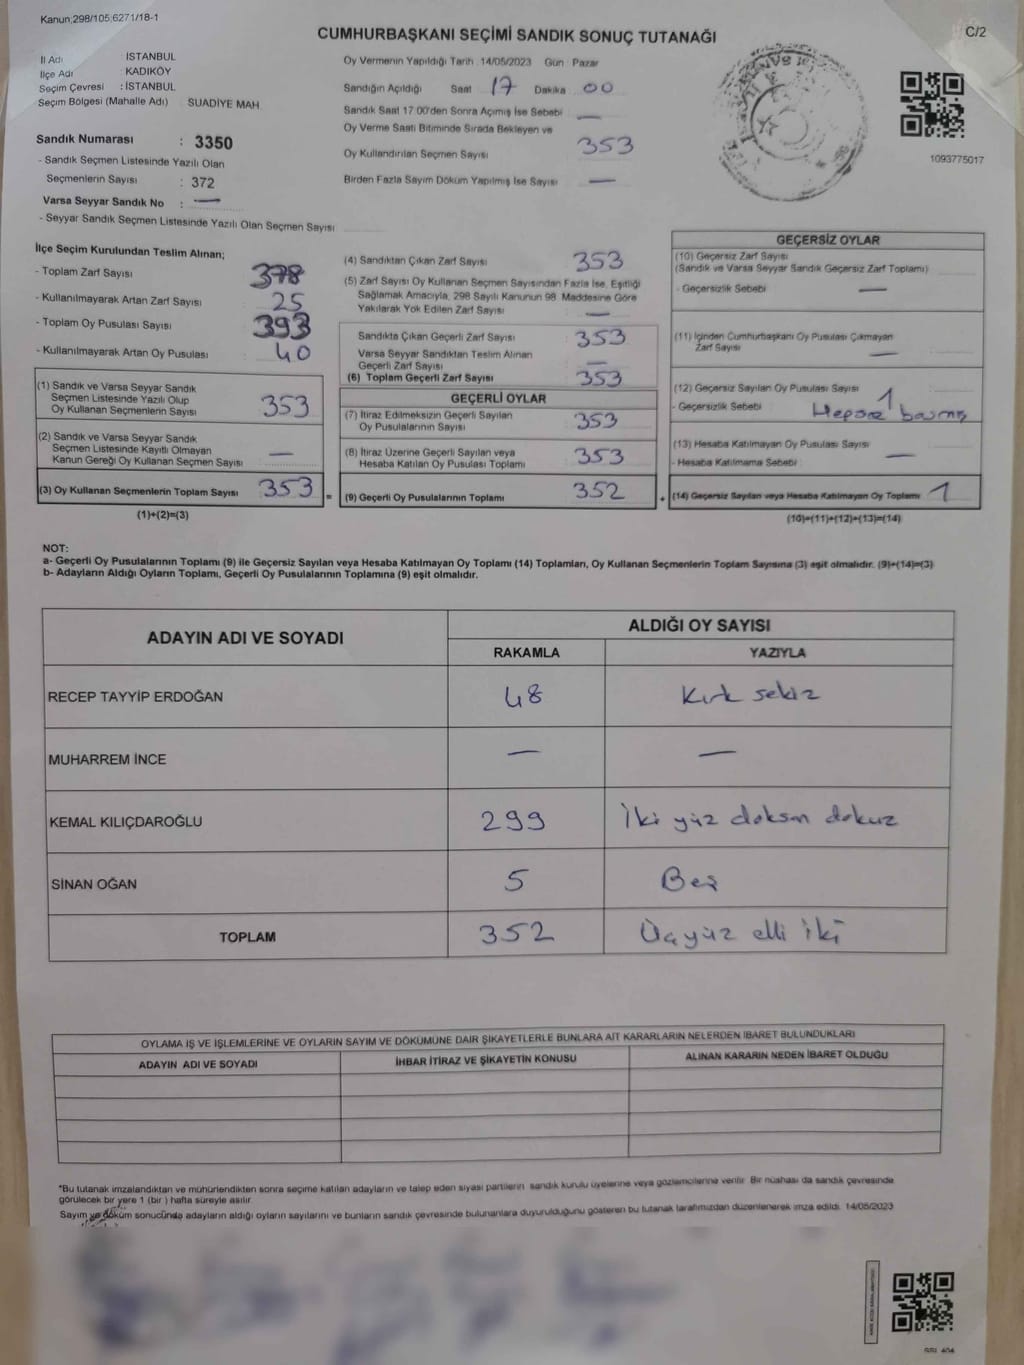 Kanun;298/105,6271/18-1
C/2
CUMHURBAŞKANI SEÇİMİ SANDIK SONUÇ TUTANAĞI
İl Adı : İSTANBUL
İlçe Adı : KADIKÖY
Seçim Çevresi : İSTANBUL
Seçim Bölgesi (Mahalle Adı) SUADİYE MAH.
Sandık Numarası : 3350
- Sandık Seçmen Listesinde Yazılı Olan
Seçmenlerin Sayısı : 372
Varsa Seyyar Sandık No : —
- Seyyar Sandık Seçmen Listesinde Yazılı Olan Seçmen Sayısı
Oy Vermenin Yapıldığı Tarih :14/05/2023 Gün : Pazar
Sandığın Açıldığı Saat 17 Dakika 00
Sandık Saat 17:00'den Sonra Açımış İse Sebebi —
Oy Verme Saati Bitiminde Sırada Bekleyen ve
Oy Kullandırılan Seçmen Sayısı 353
Birden Fazla Sayım Döküm Yapılmış İse Sayısı —
1093775017
İlçe Seçim Kurulundan Teslim Alınan;
- Toplam Zarf Sayısı 378
- Kullanılmayarak Artan Zarf Sayısı 25
- Toplam Oy Pusulası Sayısı 393
- Kullanılmayarak Artan Oy Pusulası 40
(1) Sandık ve Varsa Seyyar Sandık
Seçmen Listesinde Yazılı Olup
Oy Kullanan Seçmenlerin Sayısı 353
(2) Sandık ve Varsa Seyyar Sandık
Seçmen Listesinde Kayıtlı Olmayan
Kanun Gereği Oy Kullanan Seçmen Sayısı —
(3) Oy Kullanan Seçmenlerin Toplam Sayısı 353 =
(1)+(2)=(3)
(4) Sandıktan Çıkan Zarf Sayısı 353
(5) Zarf Sayısı Oy Kullanan Seçmen Sayısından Fazla İse, Eşitliği
Sağlamak Amacıyla, 298 Sayılı Kanunun 98. Maddesine Göre
Yakılarak Yok Edilen Zarf Sayısı —
Sandıkta Çıkan Geçerli Zarf Sayısı 353
Varsa Seyyar Sandıktan Teslim Alınan
Geçerli Zarf Sayısı —
(6) Toplam Geçerli Zarf Sayısı 353
GEÇERLİ OYLAR
(7) İtiraz Edilmeksizin Geçerli Sayılan
Oy Pusulalarının Sayısı 353
(8) İtiraz Üzerine Geçerli Sayılan veya
Hesaba Katılan Oy Pusulası Toplamı 353
(9) Geçerli Oy Pusulalarının Toplamı 352 +
GEÇERSİZ OYLAR
(10) Geçersiz Zarf Sayısı
(Sandık ve Varsa Seyyar Sandık Geçersiz Zarf Toplamı)
- Geçersizlik Sebebi —
(11) İçinden Cumhurbaşkanı Oy Pusulası Çıkmayan
Zarf Sayısı —
(12) Geçersiz Sayılan Oy Pusulası Sayısı 1
- Geçersizlik Sebebi Hepsine basmış
(13) Hesaba Katılmayan Oy Pusulası Sayısı —
- Hesaba Katılmama Sebebi
(14) Geçersiz Sayılan veya Hesaba Katılmayan Oy Toplamı 1
(10)+(11)+(12)+(13)=(14)
NOT:
a- Geçerli Oy Pusulalarının Toplamı (9) ile Geçersiz Sayılan veya Hesaba Katılmayan Oy Toplamı (14) Toplamları, Oy Kullanan Seçmenlerin Toplam Sayısına (3) eşit olmalıdır. (9)+(14)=(3)
b- Adayların Aldığı Oyların Toplamı, Geçerli Oy Pusulalarının Toplamına (9) eşit olmalıdır.
ADAYIN ADI VE SOYADI ALDIĞI OY SAYISI
RAKAMLA YAZIYLA
RECEP TAYYİP ERDOĞAN 48 Kırk sekiz
MUHARREM İNCE — —
KEMAL KILIÇDAROĞLU 299 İki yüz doksan dokuz
SİNAN OĞAN 5 Beş
TOPLAM 352 Üçyüz elli iki
OYLAMA İŞ VE İŞLEMLERİNE VE OYLARIN SAYIM VE DÖKÜMÜNE DAİR ŞİKAYETLERLE BUNLARA AİT KARARLARIN NELERDEN İBARET BULUNDUKLARI
ADAYIN ADI VE SOYADI İHBAR İTİRAZ VE ŞİKAYETİN KONUSU ALINAN KARARIN NEDEN İBARET OLDUĞU
*Bu tutanak imzalandıktan ve mühürlendikten sonra seçime katılan adayların ve talep eden siyasi partilerin sandık kurulu üyelerine veya gözlemcilerine verilir. Bir nüshası da sandık çevresinde
görülecek bir yere 1 (bir) hafta süreyle asılır.
Sayım ve döküm sonucunda adayların aldığı oyların sayılarını ve bunların sandık çevresinde bulunanlara duyurulduğunu gösteren bu tutanak tarafımızdan düzenlenerek imza edildi. 14/05/2023